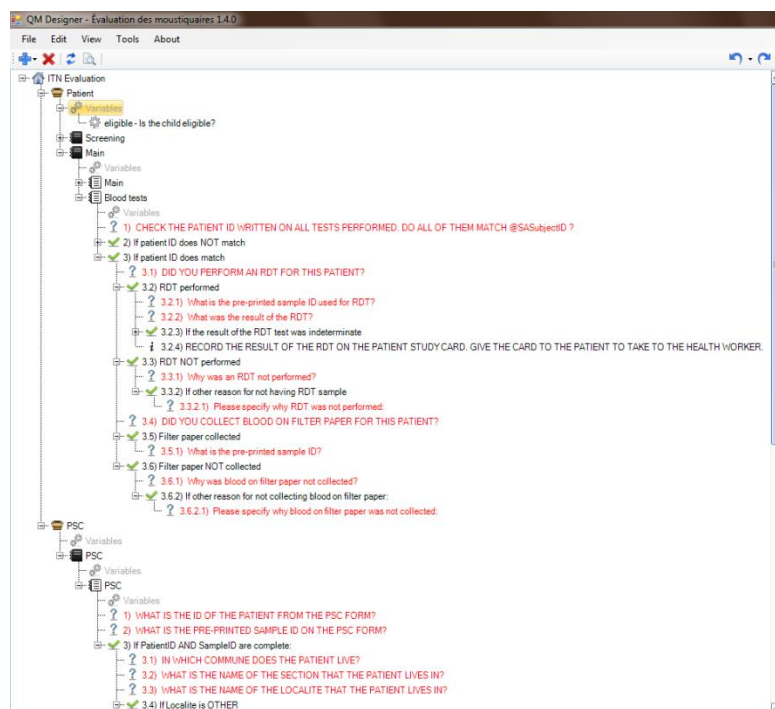 QM Designer - Évaluation des moustiquaires 1.4.0
File Edit View Tools About
ITN Evaluation
Patient
Variables
eligible - Is the child eligible?
Screening
Main
Variables
Main
Blood tests
Variables
1) CHECK THE PATIENT ID WRITTEN ON ALL TESTS PERFORMED. DO ALL OF THEM MATCH @SASubjectID ?
2) If patient ID does NOT match
3) If patient ID does match
3.1) DID YOU PERFORM AN RDT FOR THIS PATIENT?
3.2) RDT performed
3.2.1) What is the pre-printed sample ID used for RDT?
3.2.2) What was the result of the RDT?
3.2.3) If the result of the RDT test was indeterminate
3.2.4) RECORD THE RESULT OF THE RDT ON THE PATIENT STUDY CARD. GIVE THE CARD TO THE PATIENT TO TAKE TO THE HEALTH WORKER.
3.3) RDT NOT performed
3.3.1) Why was an RDT not performed?
3.3.2) If other reason for not having RDT sample
3.3.2.1) Please specify why RDT was not performed:
3.4) DID YOU COLLECT BLOOD ON FILTER PAPER FOR THIS PATIENT?
3.5) Filter paper collected
3.5.1) What is the pre-printed sample ID?
3.6) Filter paper NOT collected
3.6.1) Why was blood on filter paper not collected?
3.6.2) If other reason for not collecting blood on filter paper:
3.6.2.1) Please specify why blood on filter paper was not collected:
PSC
Variables
PSC
Variables
PSC
Variables
1) WHAT IS THE ID OF THE PATIENT FROM THE PSC FORM?
2) WHAT IS THE PRE-PRINTED SAMPLE ID ON THE PSC FORM?
3) If PatientID AND SampleID are complete:
3.1) IN WHICH COMMUNE DOES THE PATIENT LIVE?
3.2) WHAT IS THE NAME OF THE SECTION THAT THE PATIENT LIVES IN?
3.3) WHAT IS THE NAME OF THE LOCALITE THAT THE PATIENT LIVES IN?
3.4) If Localite is OTHER